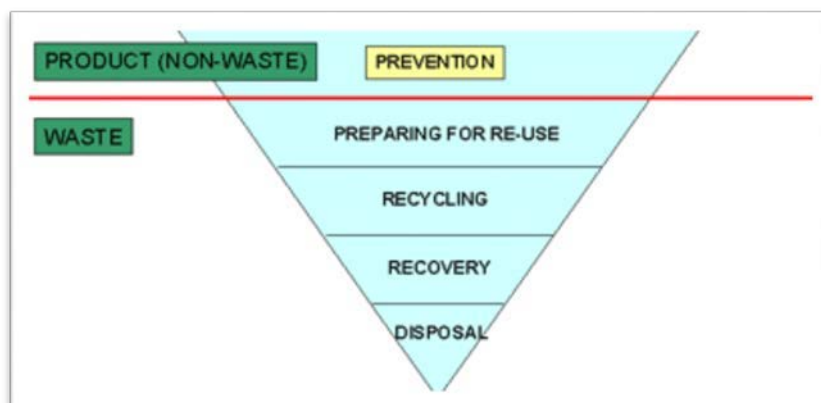 PRODUCT (NON-WASTE)
PREVENTION
WASTE
PREPARING FOR RE-USE
RECYCLING
RECOVERY
DISPOSAL